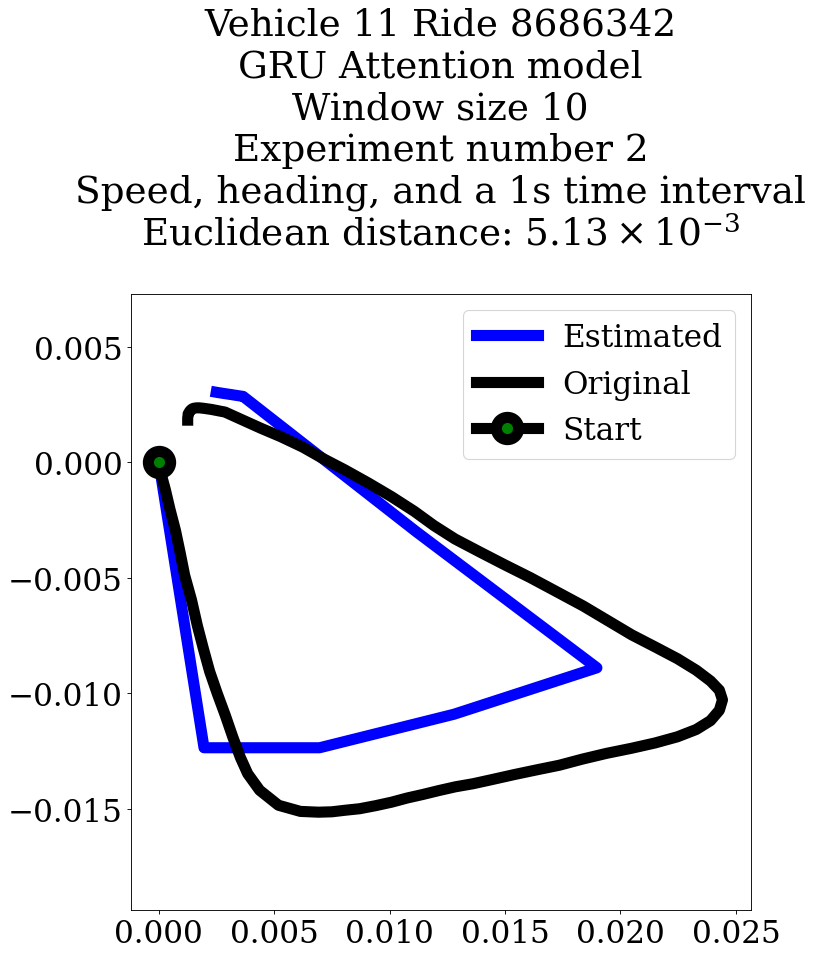 Vehicle 11 Ride 8686342
GRU Attention model
Window size 10
Experiment number 2
Speed, heading, and a 1s time interval
Euclidean distance: 5.13 × 10⁻³
Estimated
Original
Start
0.005
0.000
−0.005
−0.010
−0.015
0.000 0.005 0.010 0.015 0.020 0.025